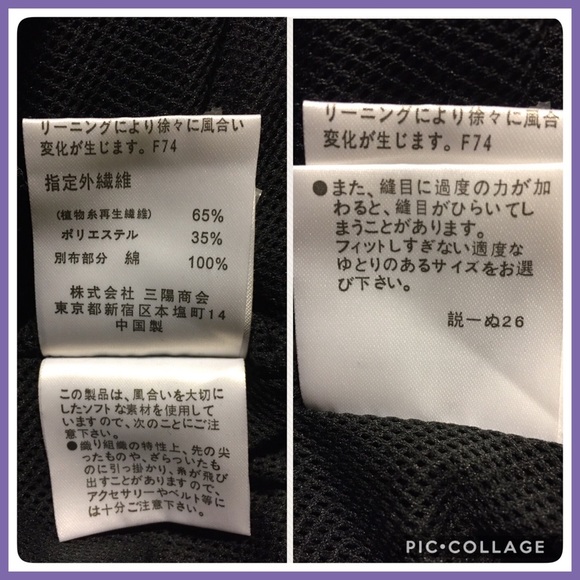 リーニングにより徐々に風合い
変化が生じます。F74
指定外繊維
(植物糸再生繊維) 65%
ポリエステル 35%
別布部分 綿 100%
株式会社 三陽商会
東京都新宿区本塩町14
中国製
この製品は、風合いを大切に
したソフトな素材を使用して
いますので、次のことにご注
意下さい。
●織り組織の特性上、先の尖
ったものや、ざらついたも
のに引っ掛かり、糸が飛び
出すことがありますので、
アクセサリーやベルト等に
は十分ご注意下さい。
リーニングにより徐々に風合
変化が生じます。F74
●また、縫目に過度の力が加
わると、縫目がひらいてし
まうことがあります。
フィットしすぎない適度な
ゆとりのあるサイズをお選
び下さい。
説一ぬ26
PIC•COLLAGE